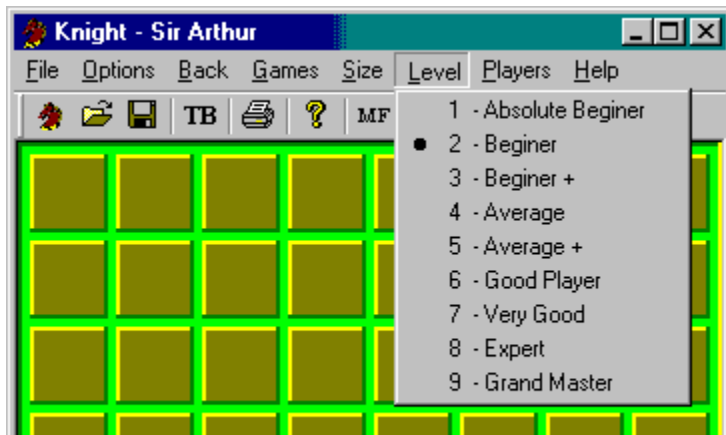 Knight - Sir Arthur
File Options Back Games Size Level Players Help
TB ? MF
1 - Absolute Beginer
2 - Beginer
3 - Beginer +
4 - Average
5 - Average +
6 - Good Player
7 - Very Good
8 - Expert
9 - Grand Master